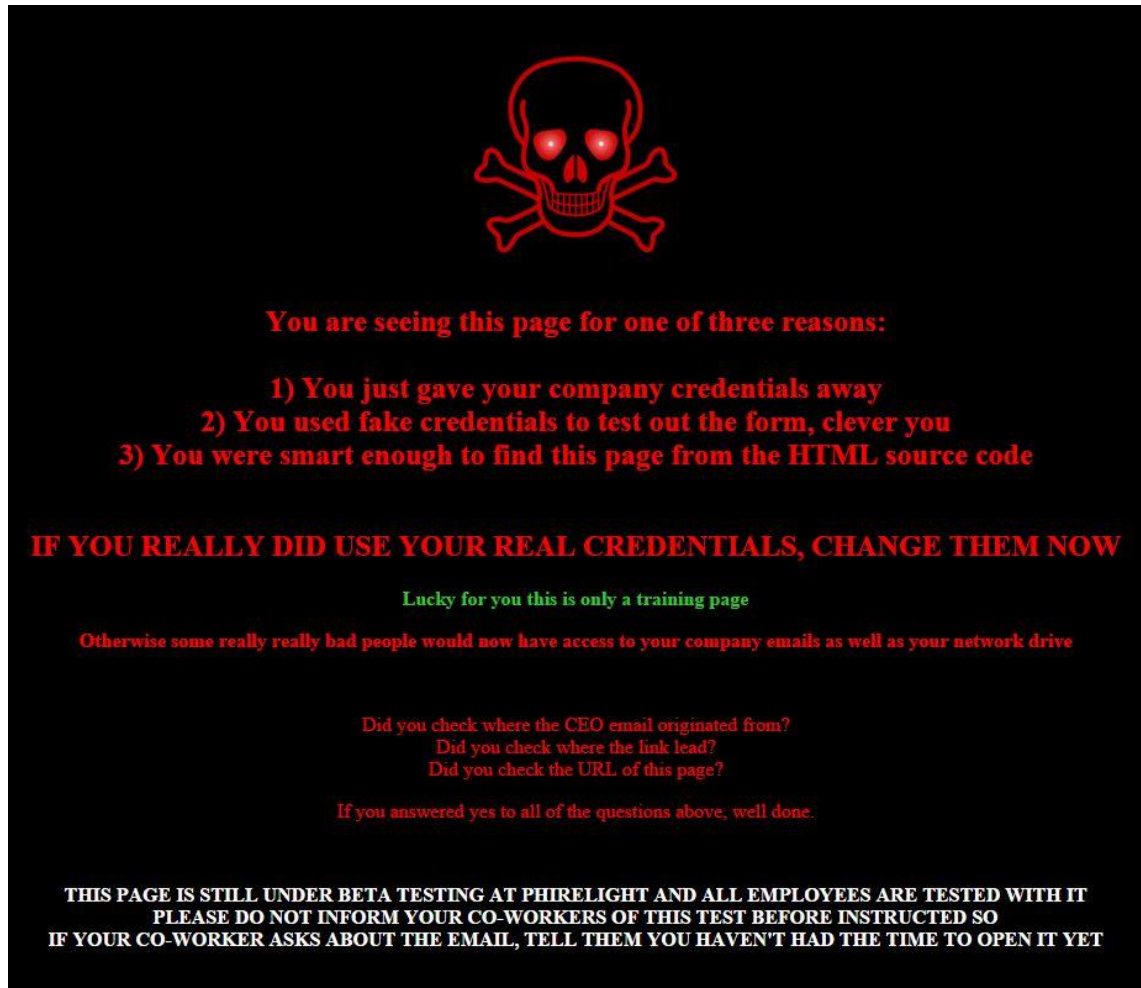 You are seeing this page for one of three reasons:
1) You just gave your company credentials away
2) You used fake credentials to test out the form, clever you
3) You were smart enough to find this page from the HTML source code
IF YOU REALLY DID USE YOUR REAL CREDENTIALS, CHANGE THEM NOW
Lucky for you this is only a training page
Otherwise some really really bad people would now have access to your company emails as well as your network drive
Did you check where the CEO email originated from?
Did you check where the link lead?
Did you check the URL of this page?
If you answered yes to all of the questions above, well done.
THIS PAGE IS STILL UNDER BETA TESTING AT PHIRELIGHT AND ALL EMPLOYEES ARE TESTED WITH IT
PLEASE DO NOT INFORM YOUR CO-WORKERS OF THIS TEST BEFORE INSTRUCTED SO
IF YOUR CO-WORKER ASKS ABOUT THE EMAIL, TELL THEM YOU HAVEN'T HAD THE TIME TO OPEN IT YET